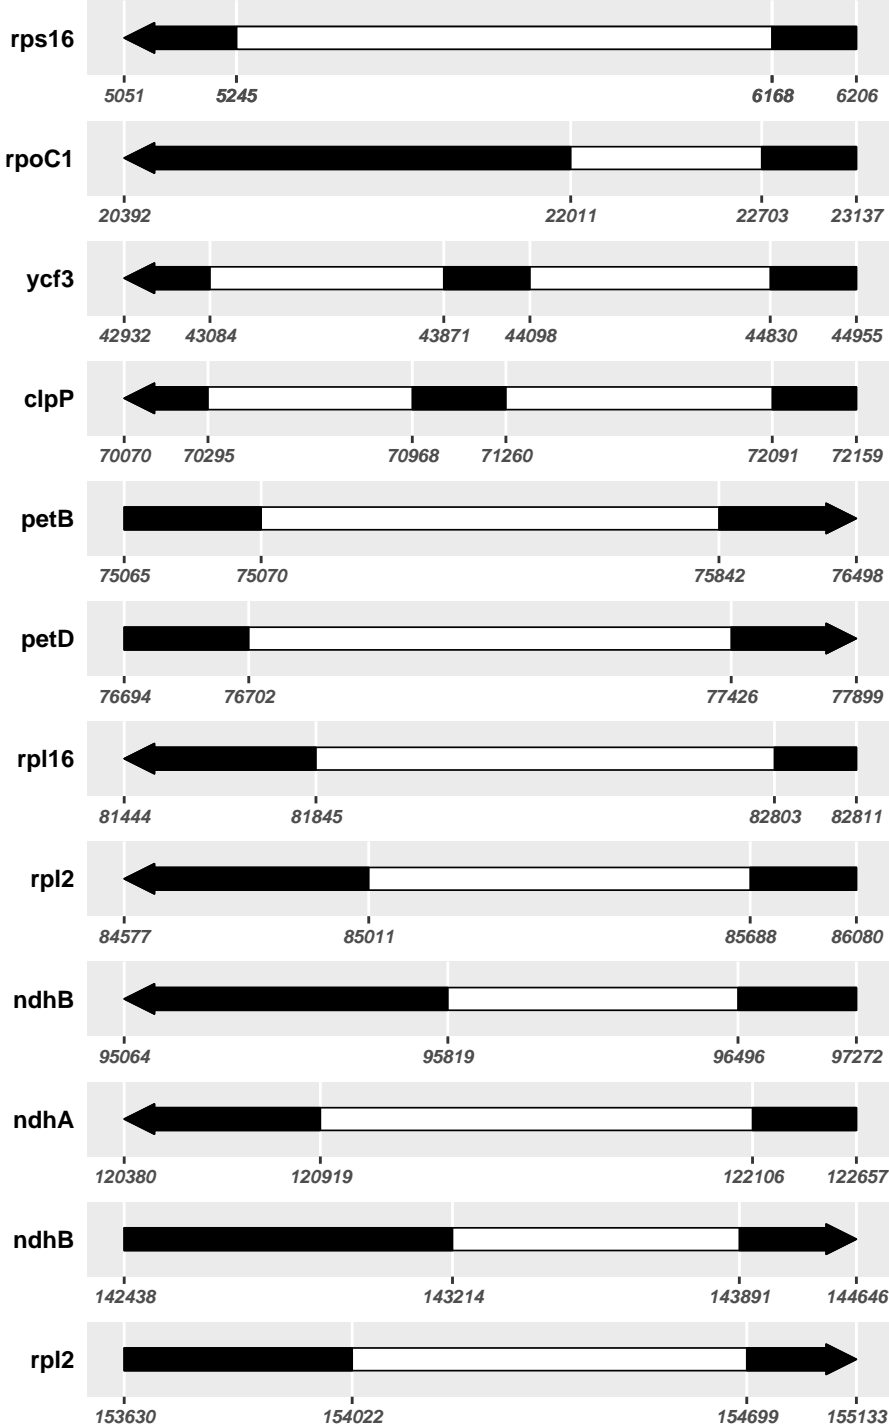 rps16
5051 5245 6168 6206
rpoC1
20392 22011 22703 23137
ycf3
42932 43084 43871 44098 44830 44955
clpP
70070 70295 70968 71260 72091 72159
petB
75065 75070 75842 76498
petD
76694 76702 77426 77899
rpl16
81444 81845 82803 82811
rpl2
84577 85011 85688 86080
ndhB
95064 95819 96496 97272
ndhA
120380 120919 122106 122657
ndhB
142438 143214 143891 144646
rpl2
153630 154022 154699 155133